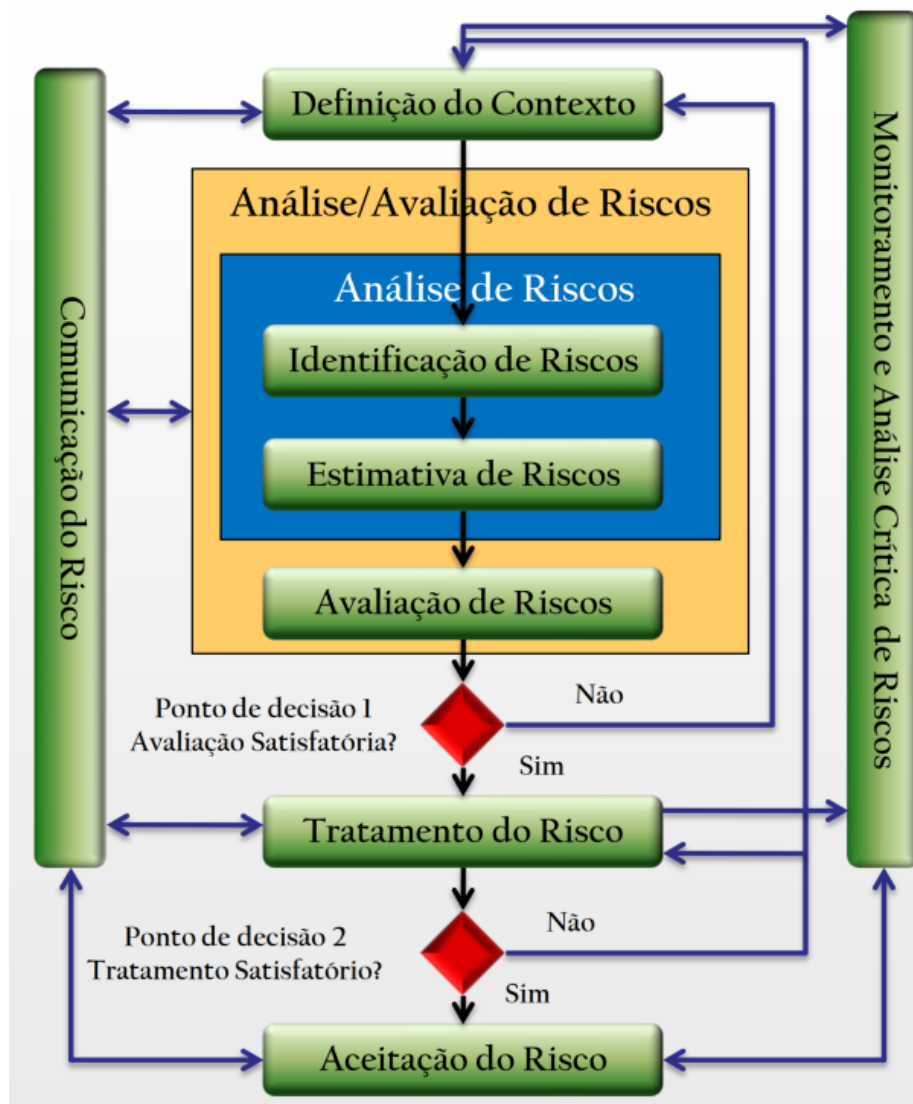 Definição do Contexto
Análise/Avaliação de Riscos
Análise de Riscos
Identificação de Riscos
Estimativa de Riscos
Avaliação de Riscos
Ponto de decisão 1
Avaliação Satisfatória?
Não
Sim
Tratamento do Risco
Ponto de decisão 2
Tratamento Satisfatório?
Não
Sim
Aceitação do Risco
Comunicação do Risco
Monitoramento e Análise Crítica de Riscos